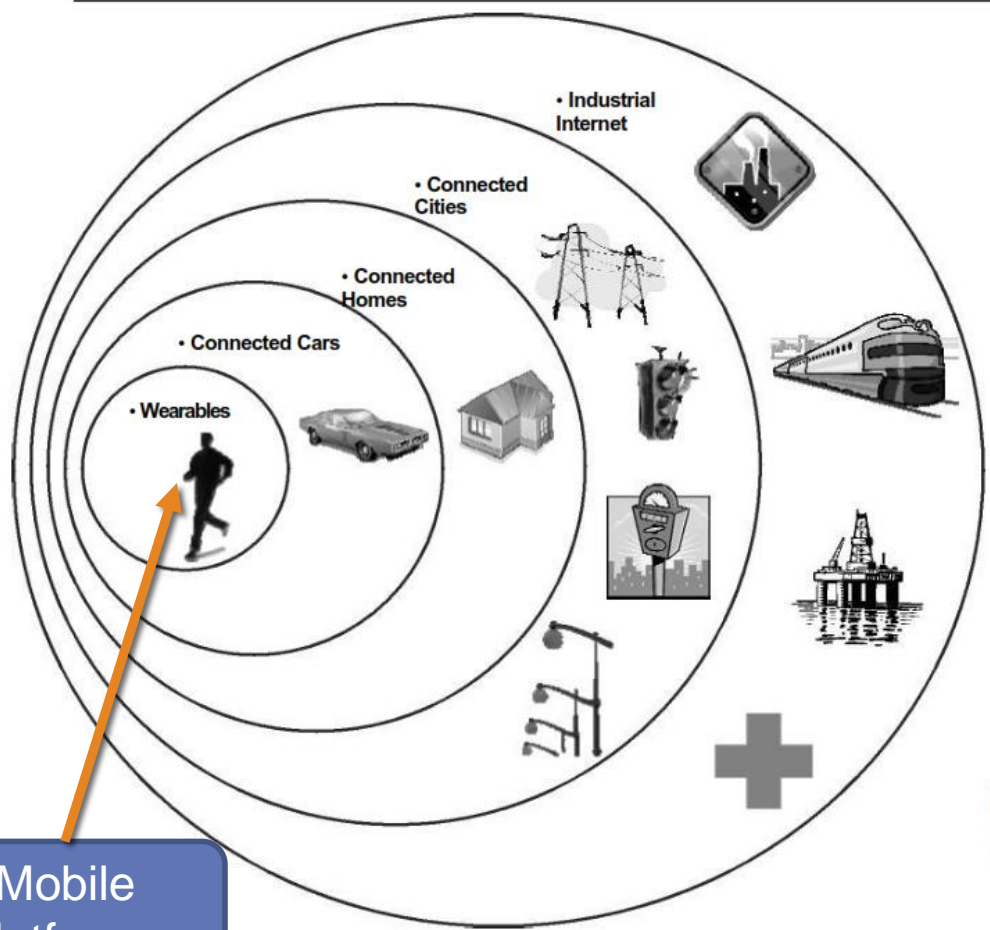 • Industrial
Internet
• Connected
Cities
• Connected
Homes
• Connected Cars
• Wearables
Mobile